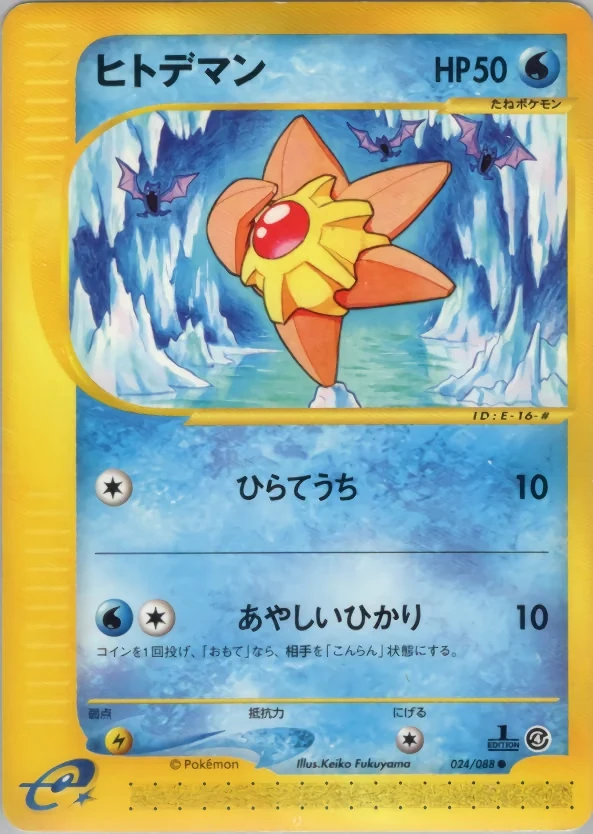 ヒトデマン HP50
たねポケモン
ID:E-16-#
ひらてうち 10
あやしいひかり 10
コインを1回投げ、「おもて」なら、相手を「こんらん」状態にする。
弱点 抵抗力 にげる
1 EDITION
©Pokémon Illus.Keiko Fukuyama 024/088 ●
e